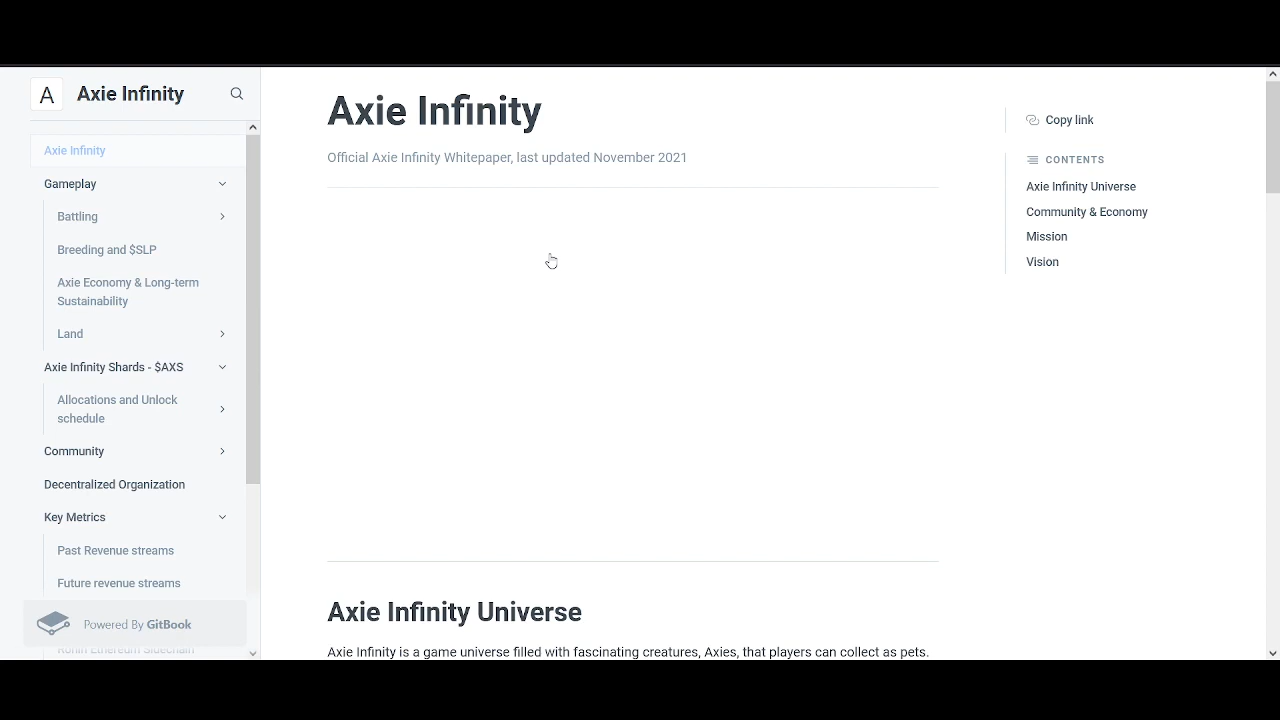 A
Axie Infinity
Axie Infinity
Gameplay
Battling
Breeding and $SLP
Axie Economy & Long-term
Sustainability
Land
Axie Infinity Shards - $AXS
Allocations and Unlock
schedule
Community
Decentralized Organization
Key Metrics
Past Revenue streams
Future revenue streams
Powered By GitBook
Ronin Ethereum Sidechain
Axie Infinity
Official Axie Infinity Whitepaper, last updated November 2021
Axie Infinity Universe
Axie Infinity is a game universe filled with fascinating creatures, Axies, that players can collect as pets.
Copy link
CONTENTS
Axie Infinity Universe
Community & Economy
Mission
Vision